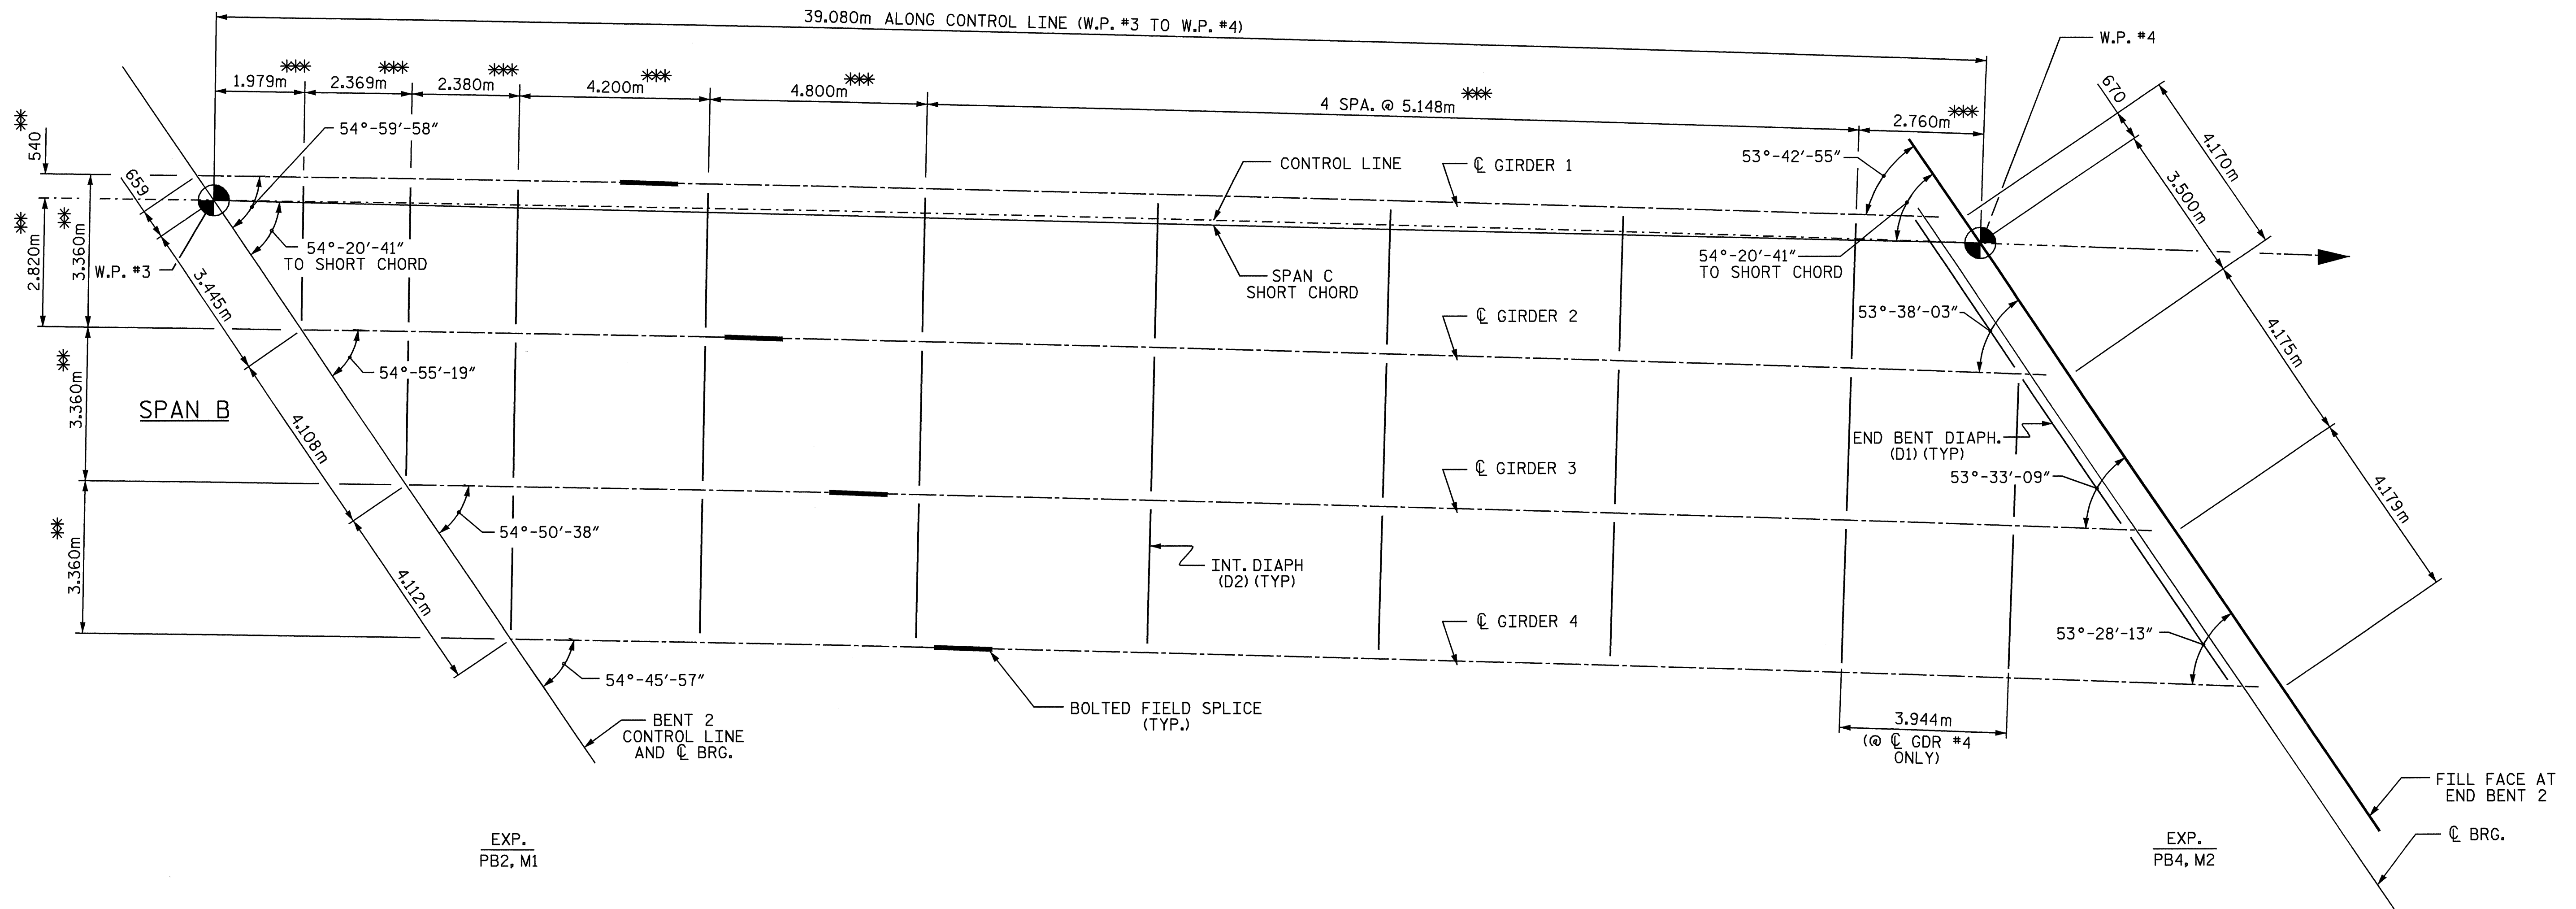 39.080m ALONG CONTROL LINE (W.P. #3 TO W.P. #4)
W.P. #4
1.979m ***
2.369m ***
2.380m ***
4.200m ***
4.800m ***
4 SPA. @ 5.148m ***
2.760m ***
670
4.170m
3.500m
4.175m
4.179m
540 **
2.820m **
3.360m **
3.360m **
3.360m **
659
3.445m
4.108m
4.112m
54°-59'-58"
W.P. #3
54°-20'-41"
TO SHORT CHORD
54°-55'-19"
54°-50'-38"
54°-45'-57"
SPAN B
CONTROL LINE
SPAN C
SHORT CHORD
℄ GIRDER 1
℄ GIRDER 2
℄ GIRDER 3
℄ GIRDER 4
53°-42'-55"
54°-20'-41"
TO SHORT CHORD
53°-38'-03"
END BENT DIAPH.
(D1) (TYP)
53°-33'-09"
53°-28'-13"
INT. DIAPH
(D2) (TYP)
BOLTED FIELD SPLICE
(TYP.)
BENT 2
CONTROL LINE
AND ℄ BRG.
3.944m
(@ ℄ GDR #4
ONLY)
FILL FACE AT
END BENT 2
℄ BRG.
EXP.
PB2, M1
EXP.
PB4, M2